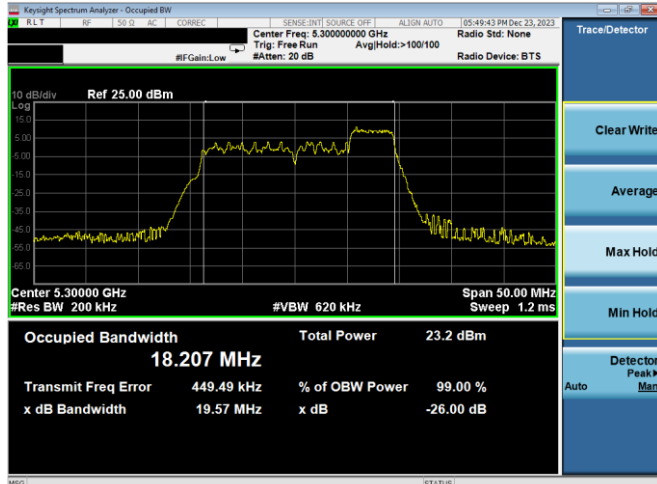 Keysight Spectrum Analyzer - Occupied BW
LXI RLT RF 50 Ω AC CORREC SENSE:INT SOURCE OFF ALIGN AUTO 05:49:43 PM Dec 23, 2023
Center Freq: 5.300000000 GHz Radio Std: None
Trig: Free Run Avg|Hold:>100/100
#IFGain:Low #Atten: 20 dB Radio Device: BTS
10 dB/div Ref 25.00 dBm
Log
15.0
5.00
-5.00
-15.0
-25.0
-35.0
-45.0
-55.0
-65.0
Center 5.30000 GHz Span 50.00 MHz
#Res BW 200 kHz #VBW 620 kHz Sweep 1.2 ms
Occupied Bandwidth Total Power 23.2 dBm
18.207 MHz
Transmit Freq Error 449.49 kHz % of OBW Power 99.00 %
x dB Bandwidth 19.57 MHz x dB -26.00 dB
MSG STATUS
Trace/Detector
Clear Write
Average
Max Hold
Min Hold
Detector
Peak▶
Auto Man